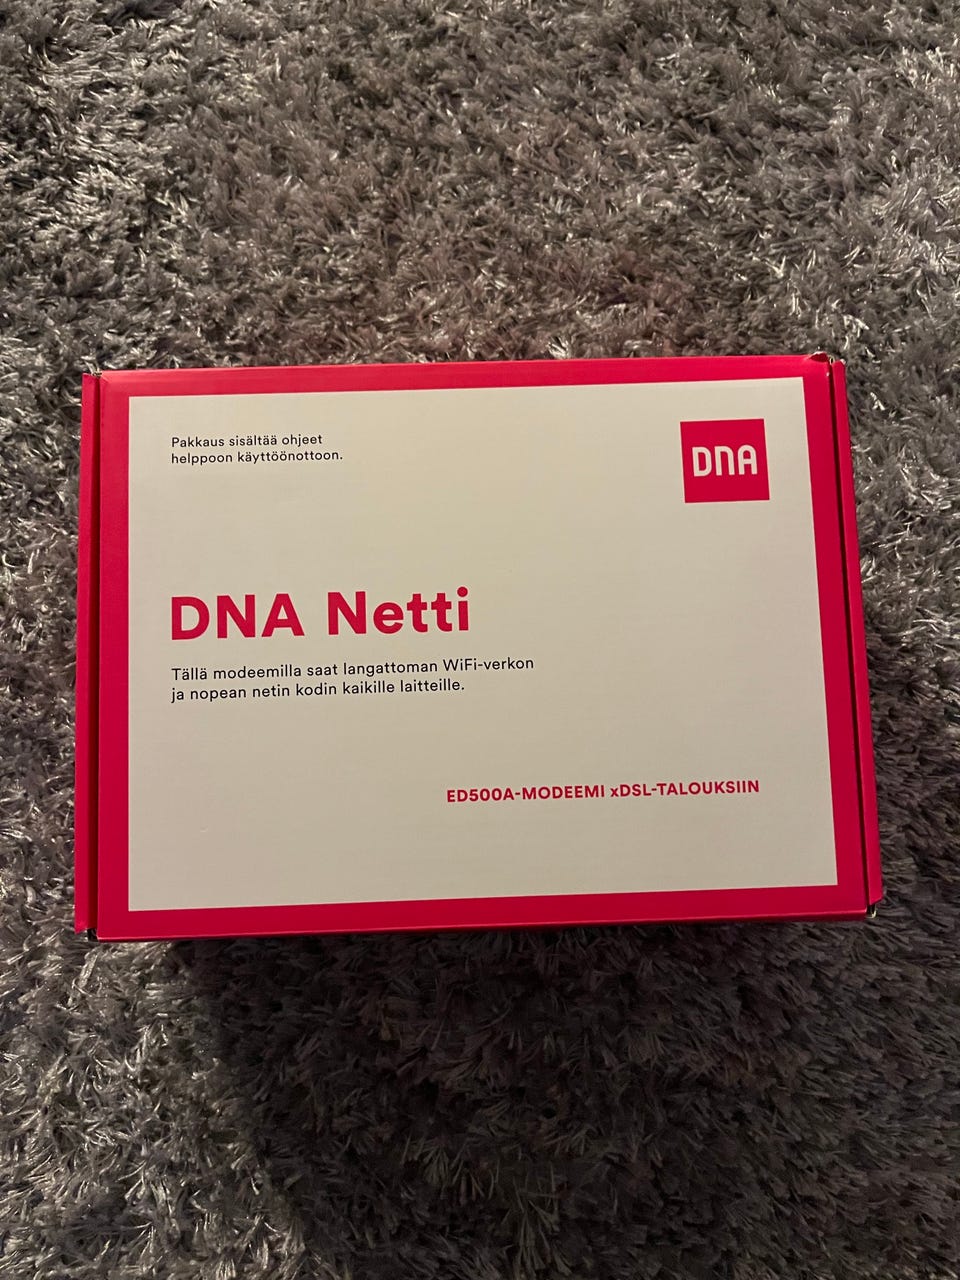 Pakkaus sisältää ohjeet
helppoon käyttöönottoon.
DNA
DNA Netti
Tällä modeemilla saat langattoman WiFi-verkon
ja nopean netin kodin kaikille laitteille.
ED500A-MODEEMI xDSL-TALOUKSIIN